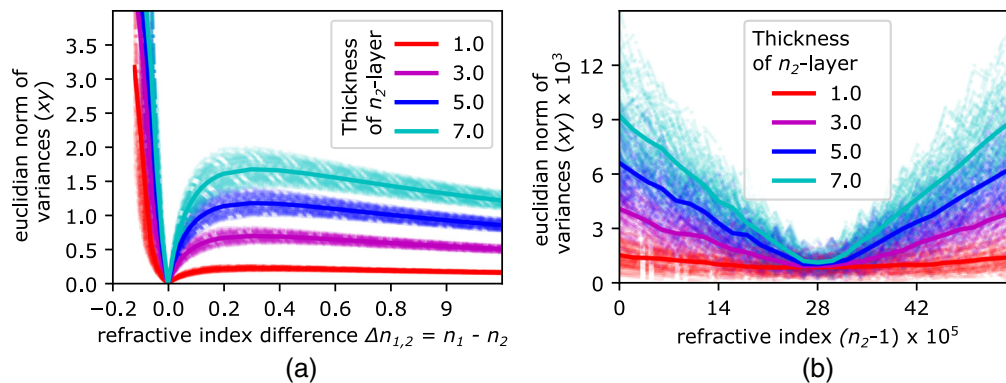 euclidian norm of
variances (xy)
3.5
3.0
2.5
2.0
1.5
1.0
0.5
0.0
Thickness
of n2-layer
1.0
3.0
5.0
7.0
−0.2 0.0 0.2 0.4 0.6 0.8 9
refractive index difference Δn1,2 = n1 - n2
(a)
euclidian norm of
variances (xy) x 10³
12
9
6
3
0
Thickness
of n2-layer
1.0
3.0
5.0
7.0
0 14 28 42
refractive index (n2-1) x 10⁵
(b)